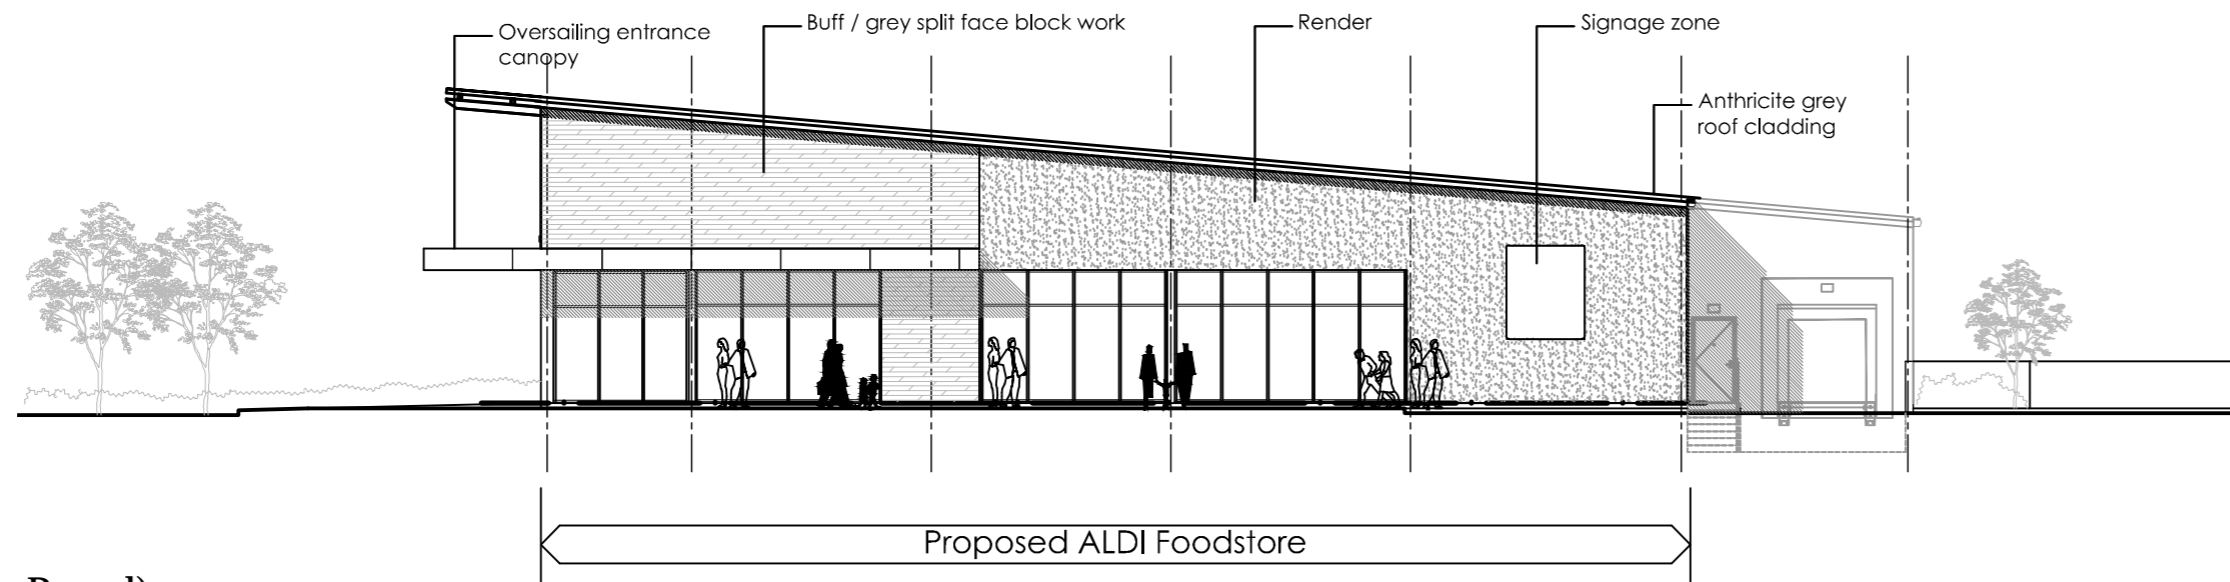 Oversailing entrance
canopy
Buff / grey split face block work
Render
Signage zone
Anthricite grey
roof cladding
Proposed ALDI Foodstore